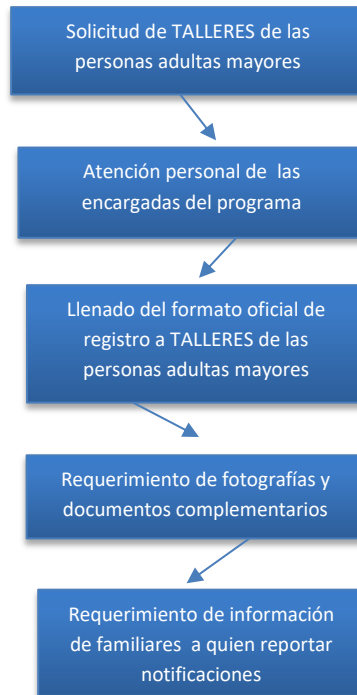 Solicitud de TALLERES de las
personas adultas mayores
Atención personal de las
encargadas del programa
Llenado del formato oficial de
registro a TALLERES de las
personas adultas mayores
Requerimiento de fotografías y
documentos complementarios
Requerimiento de información
de familiares a quien reportar
notificaciones